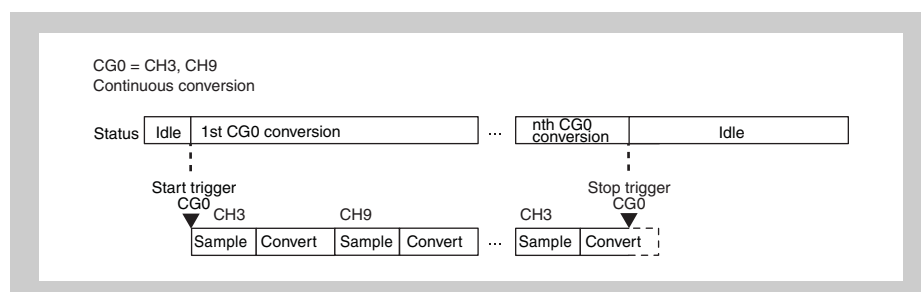 CG0 = CH3, CH9
Continuous conversion
Status Idle 1st CG0 conversion ... nth CG0 conversion Idle
Start trigger CG0
Stop trigger CG0
CH3 CH9 CH3
Sample Convert Sample Convert ... Sample Convert